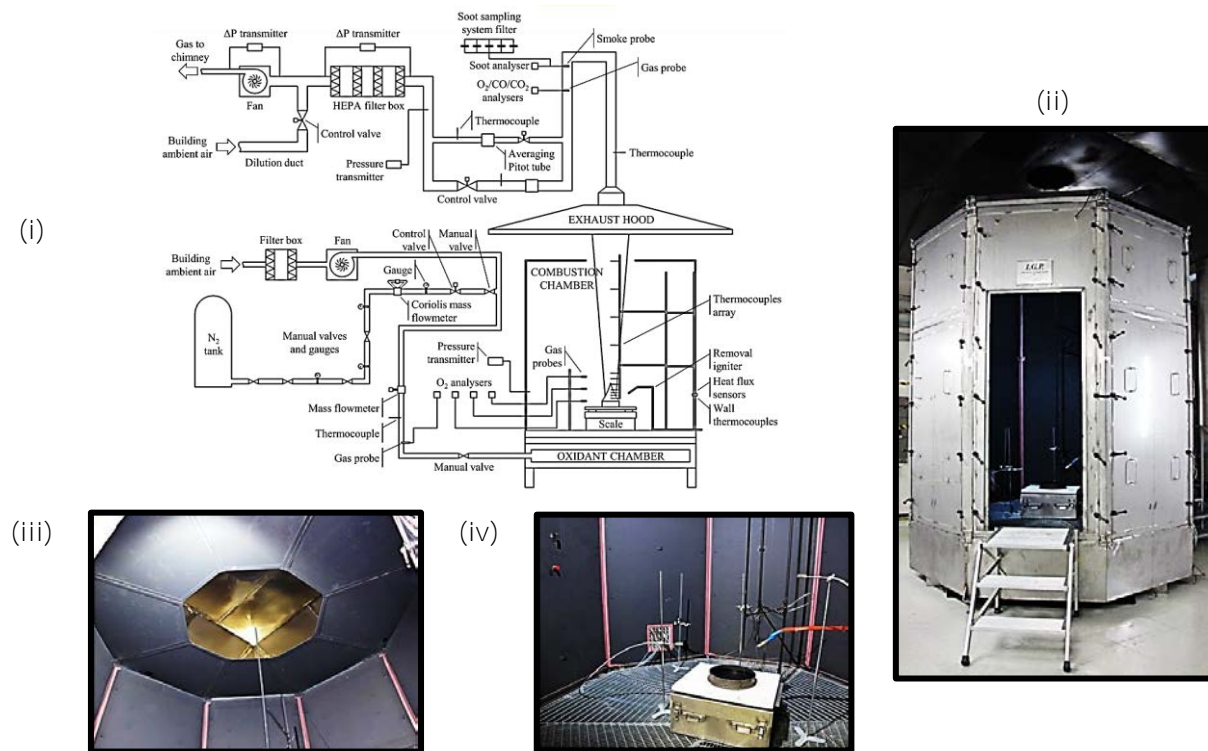 (i)
ΔP transmitter
Gas to
chimney
Fan
ΔP transmitter
HEPA filter box
Control valve
Building
ambient air
Dilution duct
Pressure
transmitter
Thermocouple
Averaging
Pitot tube
Control valve
Soot sampling
system filter
Soot analyser
O₂/CO/CO₂
analysers
Smoke probe
Gas probe
Thermocouple
EXHAUST HOOD
Building
ambient air
Filter box
Fan
Control
valve
Manual
valve
Gauge
Coriolis mass
flowmeter
N₂
tank
Manual valves
and gauges
Pressure
transmitter
O₂ analysers
Gas
probes
Mass flowmeter
Thermocouple
Gas probe
Manual valve
COMBUSTION
CHAMBER
Thermocouples
array
Removal
igniter
Heat flux
sensors
Wall
thermocouples
Scale
OXIDANT CHAMBER
(ii)
I.G.P.
(iii)
(iv)